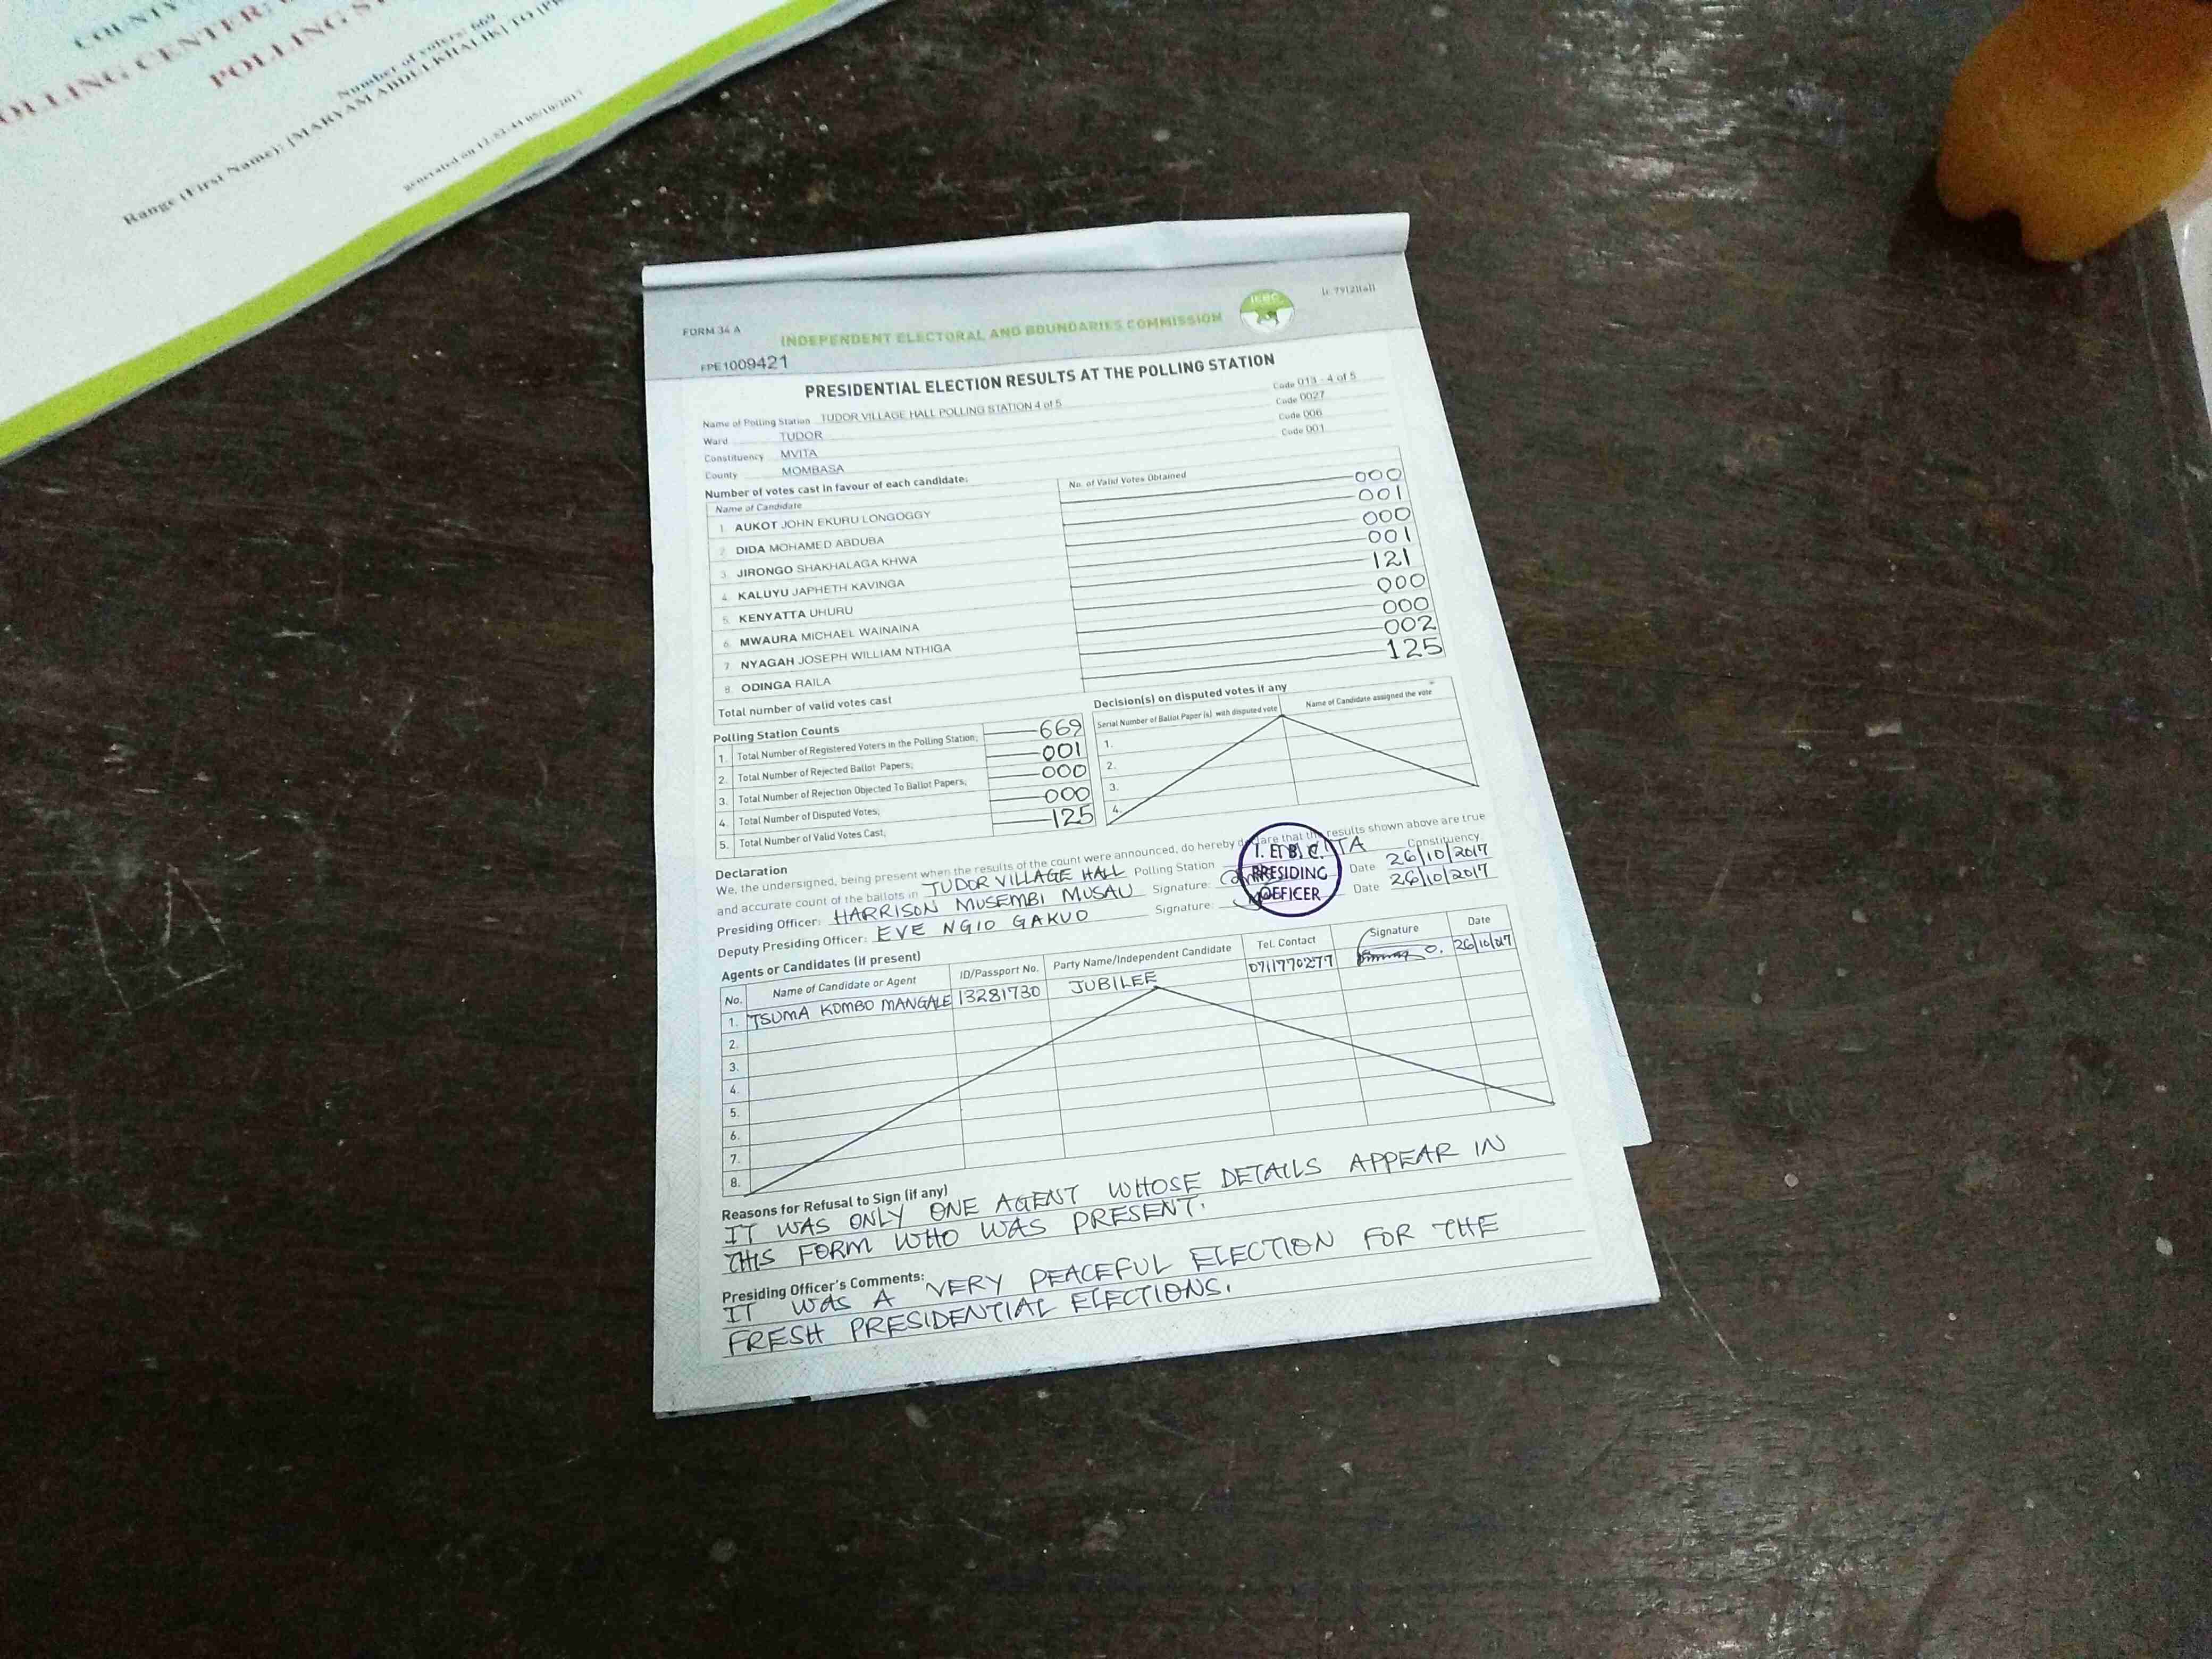 COUNTY
POLLING S
Number of voters: 669
Range (First Name): [MARYAM ABDUL KHALIK] TO [PR
generated on
FORM 34 A
INDEPENDENT ELECTORAL AND BOUNDARIES COMMISSION
IEBC
FPE1009421
PRESIDENTIAL ELECTION RESULTS AT THE POLLING STATION
Name of Polling Station TUDOR VILLAGE HALL POLLING STATION 4 of 5 Code 013 - 4 of 5
Ward TUDOR Code 0027
Constituency MVITA Code 006
County MOMBASA Code 001
Number of votes cast in favour of each candidate:
Name of Candidate No. of Valid Votes Obtained
1. AUKOT JOHN EKURU LONGOGGY 000
2. DIDA MOHAMED ABDUBA 001
3. JIRONGO SHAKHALAGA KHWA 000
4. KALUYU JAPHETH KAVINGA 001
5. KENYATTA UHURU 121
6. MWAURA MICHAEL WAINAINA 000
7. NYAGAH JOSEPH WILLIAM NTHIGA 000
8. ODINGA RAILA 002
Total number of valid votes cast 125
Polling Station Counts
1. Total Number of Registered Voters in the Polling Station; 669
2. Total Number of Rejected Ballot Papers; 001
3. Total Number of Rejection Objected To Ballot Papers; 000
4. Total Number of Disputed Votes; 000
5. Total Number of Valid Votes Cast; 125
Decision(s) on disputed votes if any
Serial Number of Ballot Paper (s) with disputed vote Name of Candidate assigned the vote
1.
2.
3.
4.
Declaration
We, the undersigned, being present when the results of the count were announced, do hereby declare that the results shown above are true
and accurate count of the ballots in TUDOR VILLAGE HALL Polling Station Constituency
Presiding Officer: HARRISON MUSEMBI MUSAU Signature: Date 26/10/2017
Deputy Presiding Officer: EVE NGIO GAKUO Signature: Date 26/10/2017
I. E. B. C.
PRESIDING
OFFICER
Agents or Candidates (if present)
No. Name of Candidate or Agent ID/Passport No. Party Name/Independent Candidate Tel. Contact Signature Date
1. TSUMA KOMBO MANGALE 13281730 JUBILEE 0711770277 26/10/2017
2.
3.
4.
5.
6.
7.
8.
Reasons for Refusal to Sign (if any)
IT WAS ONLY ONE AGENT WHOSE DETAILS APPEAR IN
THIS FORM WHO WAS PRESENT.
Presiding Officer's Comments:
IT WAS A VERY PEACEFUL ELECTION FOR THE
FRESH PRESIDENTIAL ELECTIONS.